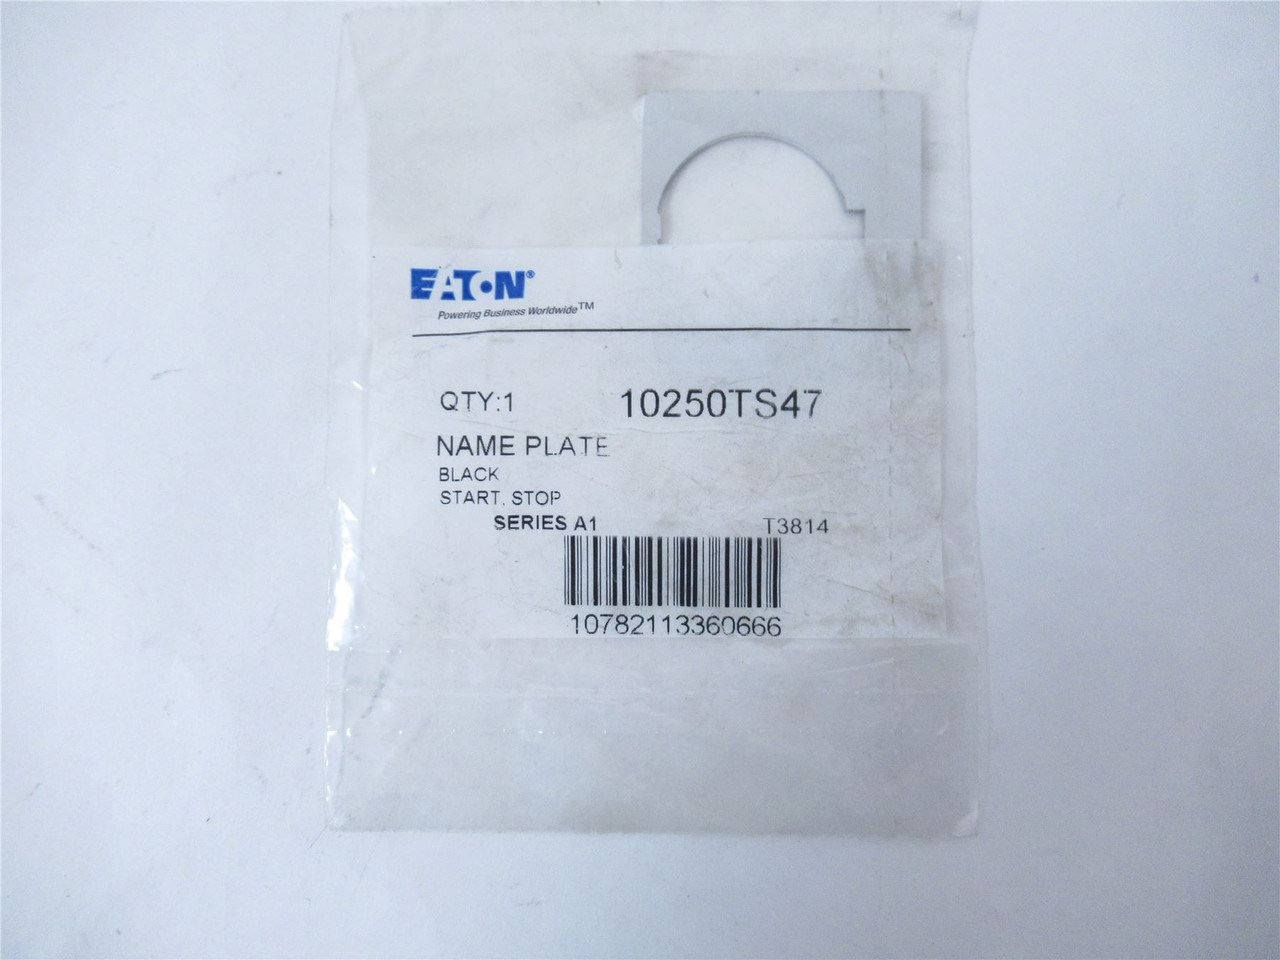 EATON®
Powering Business Worldwide™
QTY:1 10250TS47
NAME PLATE
BLACK
START, STOP
SERIES A1 T3814
10782113360666